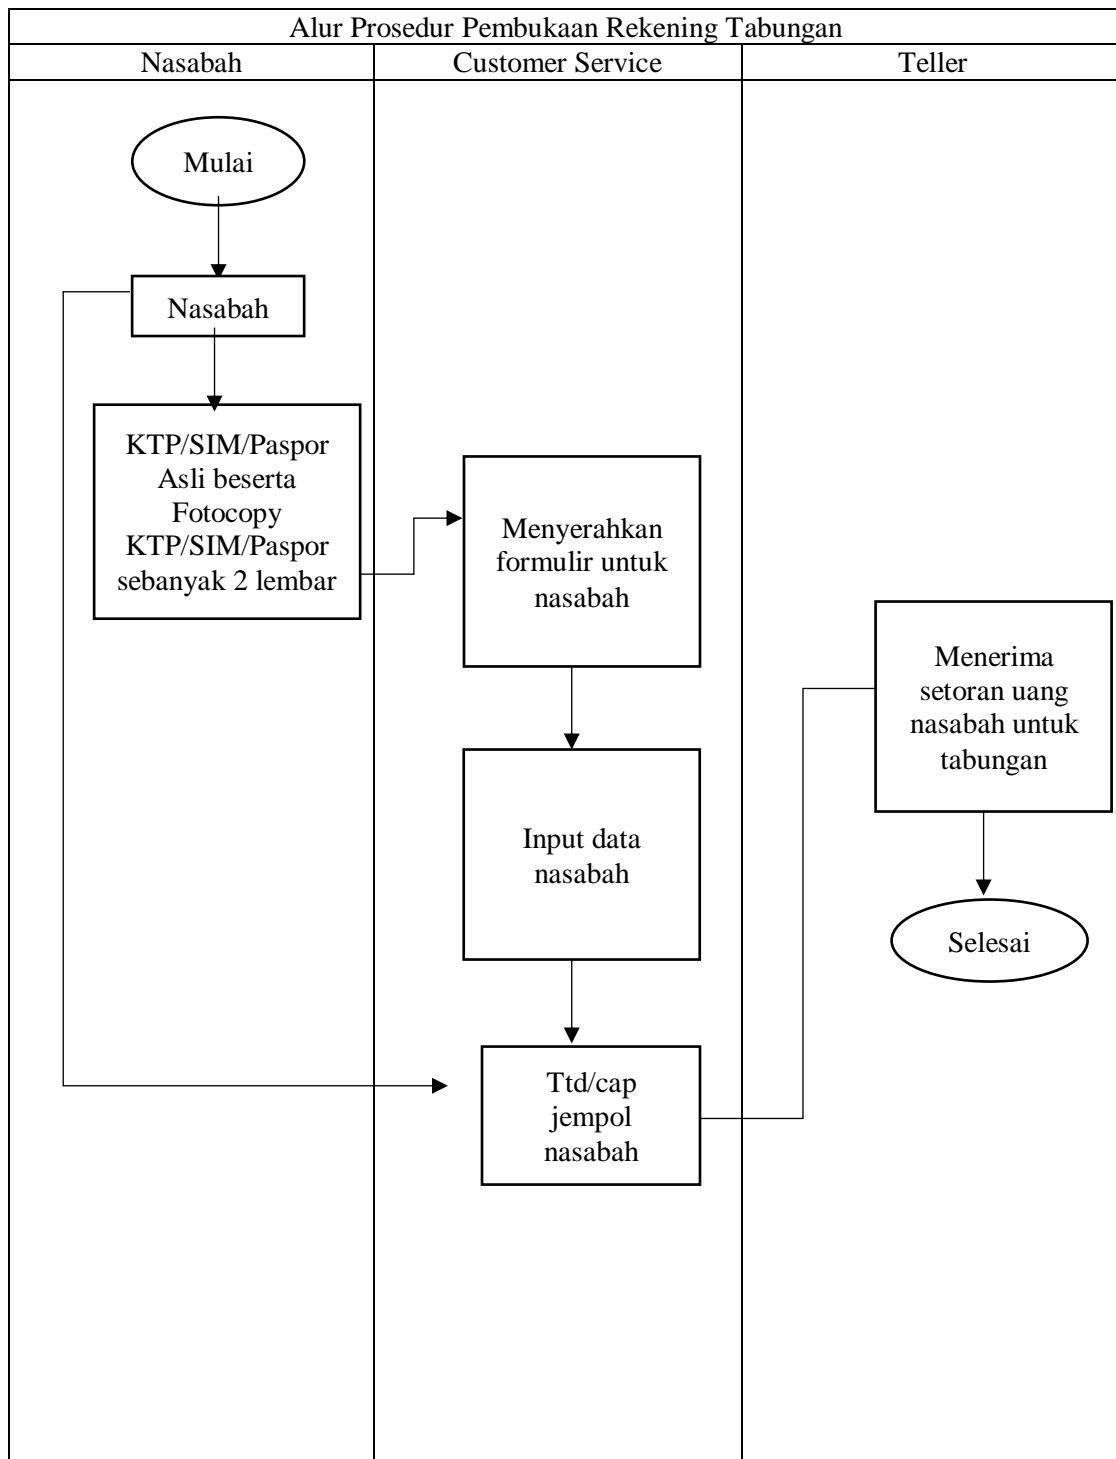 Alur Prosedur Pembukaan Rekening Tabungan
Nasabah
Customer Service
Teller
Mulai
Nasabah
KTP/SIM/Paspor
Asli beserta
Fotocopy
KTP/SIM/Paspor
sebanyak 2 lembar
Menyerahkan
formulir untuk
nasabah
Input data
nasabah
Ttd/cap
jempol
nasabah
Menerima
setoran uang
nasabah untuk
tabungan
Selesai